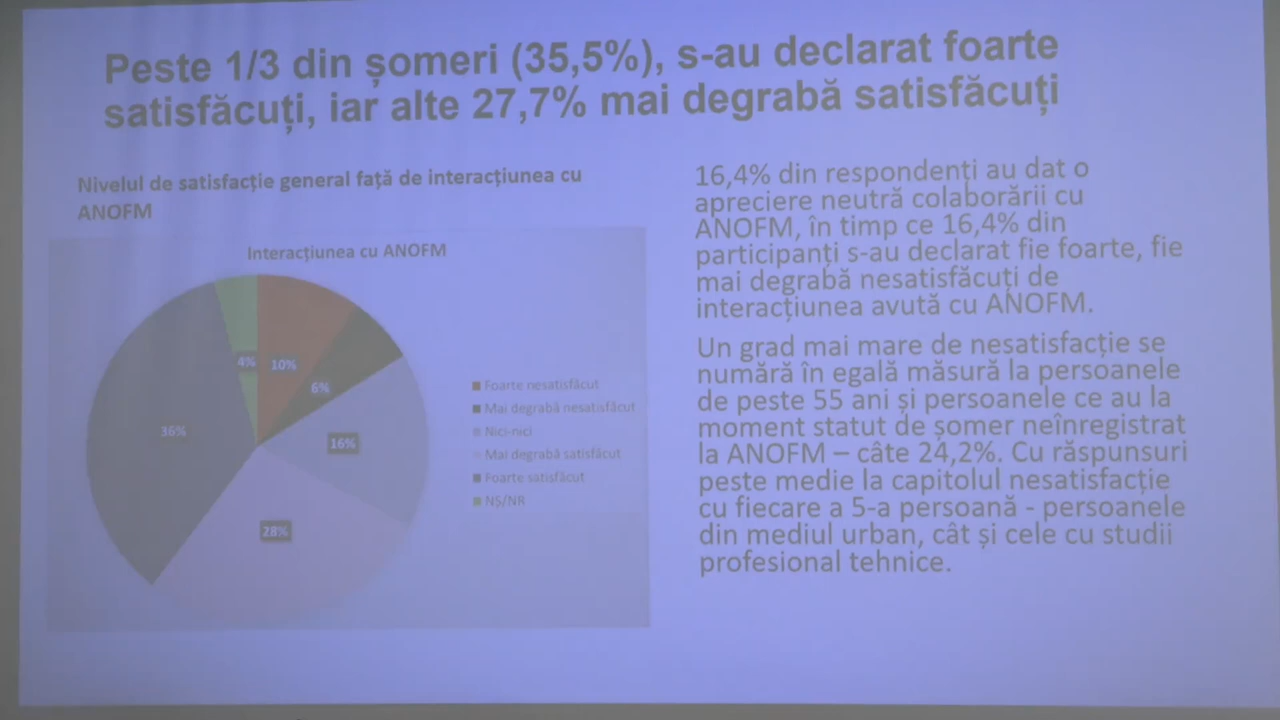 Peste 1/3 din șomeri (35,5%), s-au declarat foarte
satisfăcuți, iar alte 27,7% mai degrabă satisfăcuți
Nivelul de satisfacție general față de interacțiunea cu
ANOFM
Interacțiunea cu ANOFM
4%
10%
6%
36%
16%
28%
Foarte nesatisfăcut
Mai degrabă nesatisfăcut
Nici-nici
Mai degrabă satisfăcut
Foarte satisfăcut
NȘ/NR
16,4% din respondenți au dat o
apreciere neutră colaborării cu
ANOFM, în timp ce 16,4% din
participanți s-au declarat fie foarte, fie
mai degrabă nesatisfăcuți de
interacțiunea avută cu ANOFM.
Un grad mai mare de nesatisfacție se
numără în egală măsură la persoanele
de peste 55 ani și persoanele ce au la
moment statut de șomer neînregistrat
la ANOFM – câte 24,2%. Cu răspunsuri
peste medie la capitolul nesatisfacție
cu fiecare a 5-a persoană - persoanele
din mediul urban, cât și cele cu studii
profesional tehnice.